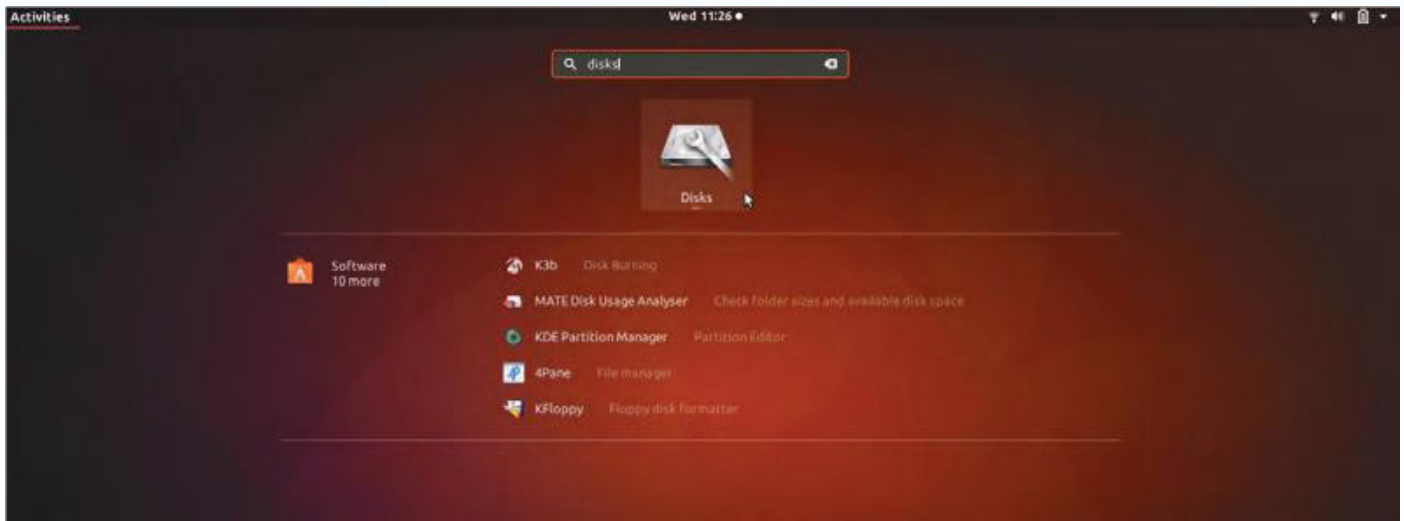 Activities
Wed 11:26
disks
Disks
Software
10 more
K3b Disk Burning
MATE Disk Usage Analyser Check folder sizes and available disk space
KDE Partition Manager Partition Editor
4Pane File manager
KFloppy Floppy disk formatter